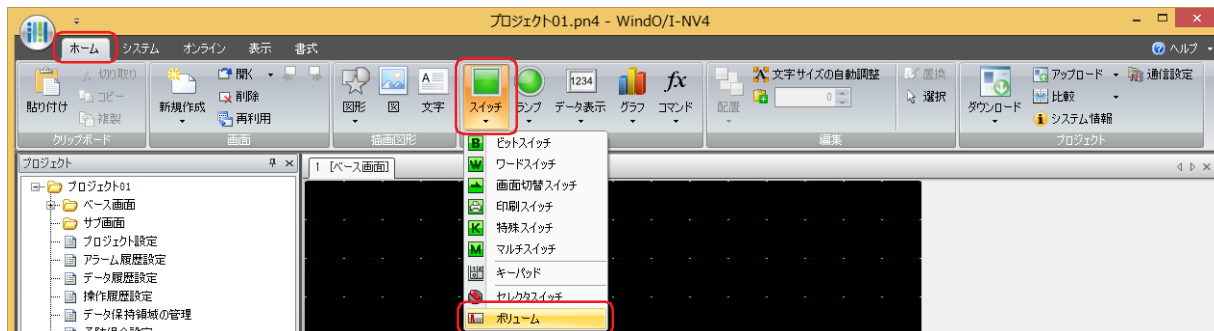 プロジェクト01.pn4 - WindO/I-NV4
ホーム システム オンライン 表示 書式 ヘルプ
貼り付け 切り取り コピー 複製 クリップボード
新規作成 開く 削除 再利用 画面
図形 図 文字 描画図形
スイッチ ランプ 1234 データ表示 グラフ fx コマンド
配置 文字サイズの自動調整 0 置換 選択 編集
ダウンロード アップロード 比較 システム情報 通信設定 プロジェクト
プロジェクト
1 [ベース画面]
プロジェクト01
ベース画面
サブ画面
プロジェクト設定
アラーム履歴設定
データ履歴設定
操作履歴設定
データ保持領域の管理
B ビットスイッチ
W ワードスイッチ
画面切替スイッチ
印刷スイッチ
K 特殊スイッチ
M マルチスイッチ
キーパッド
セレクタスイッチ
ボリューム